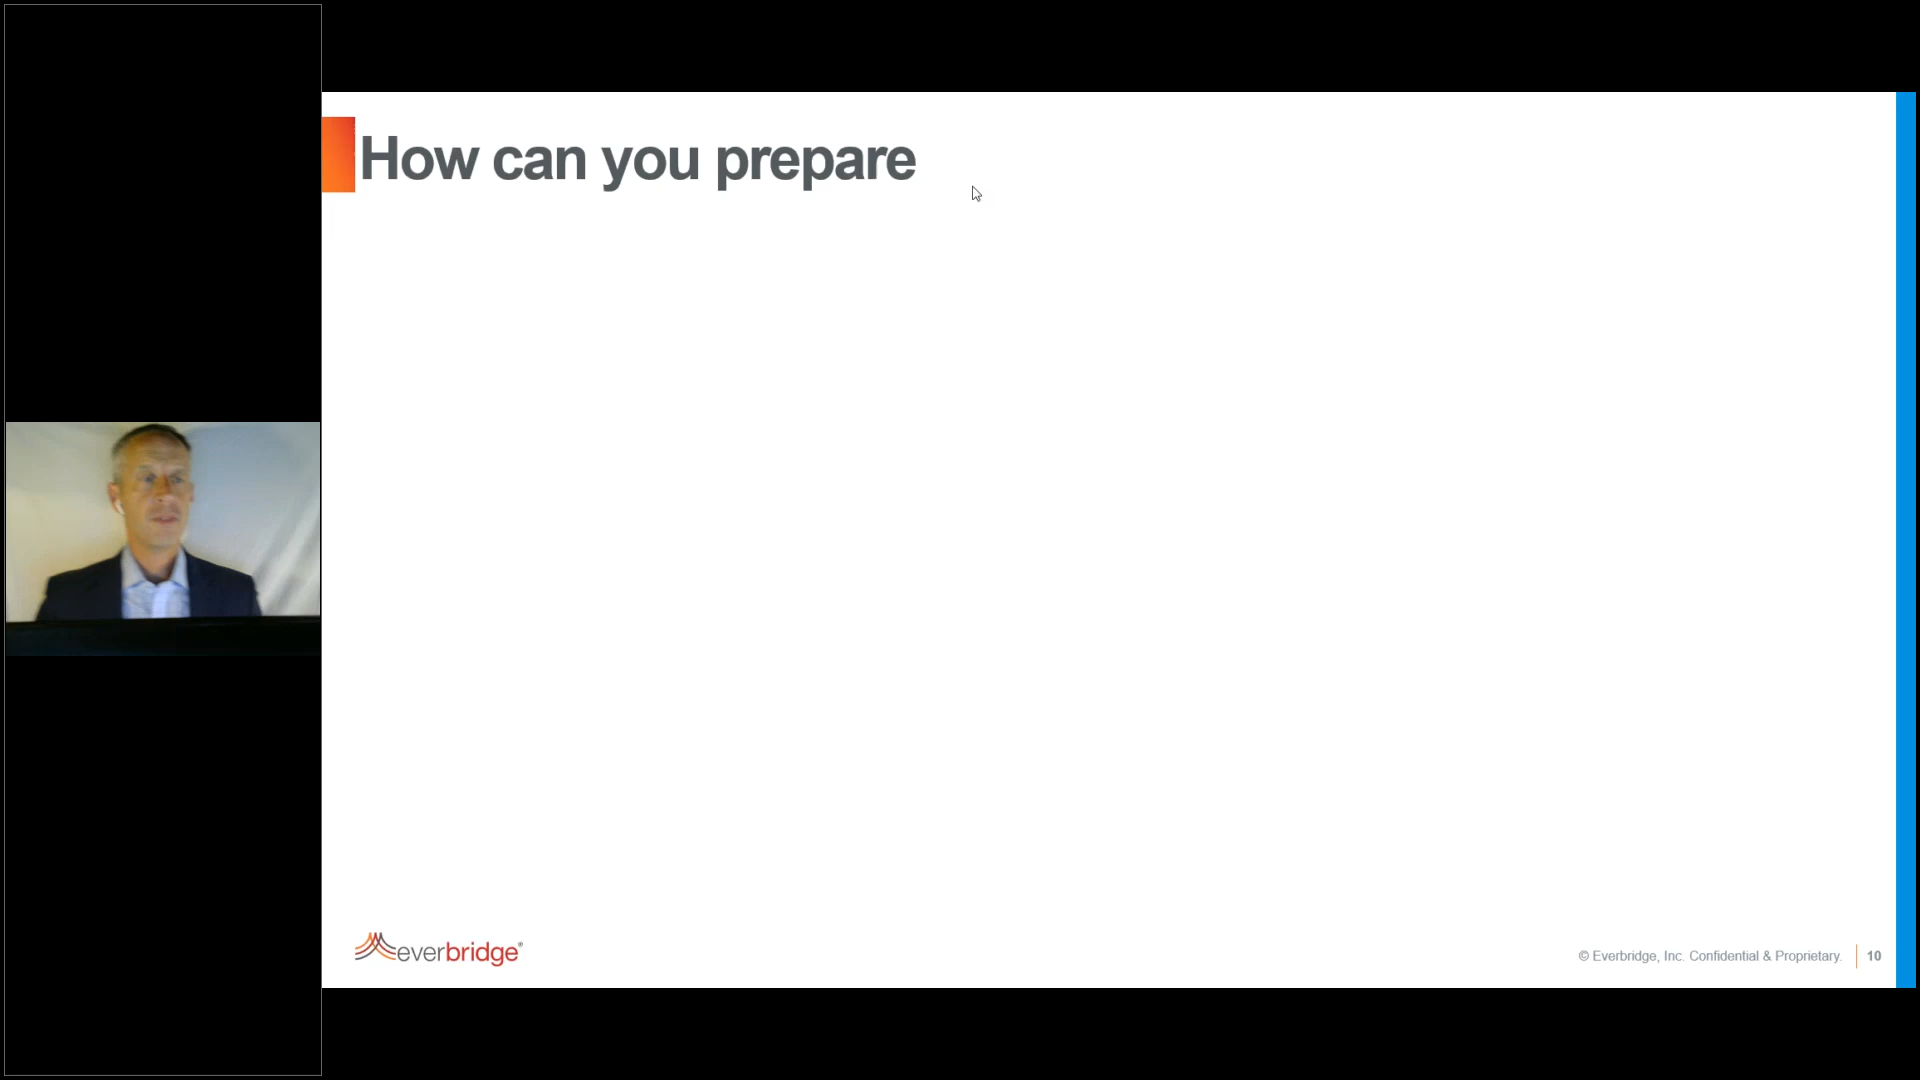 How can you prepare
everbridge®
© Everbridge, Inc. Confidential & Proprietary.
10